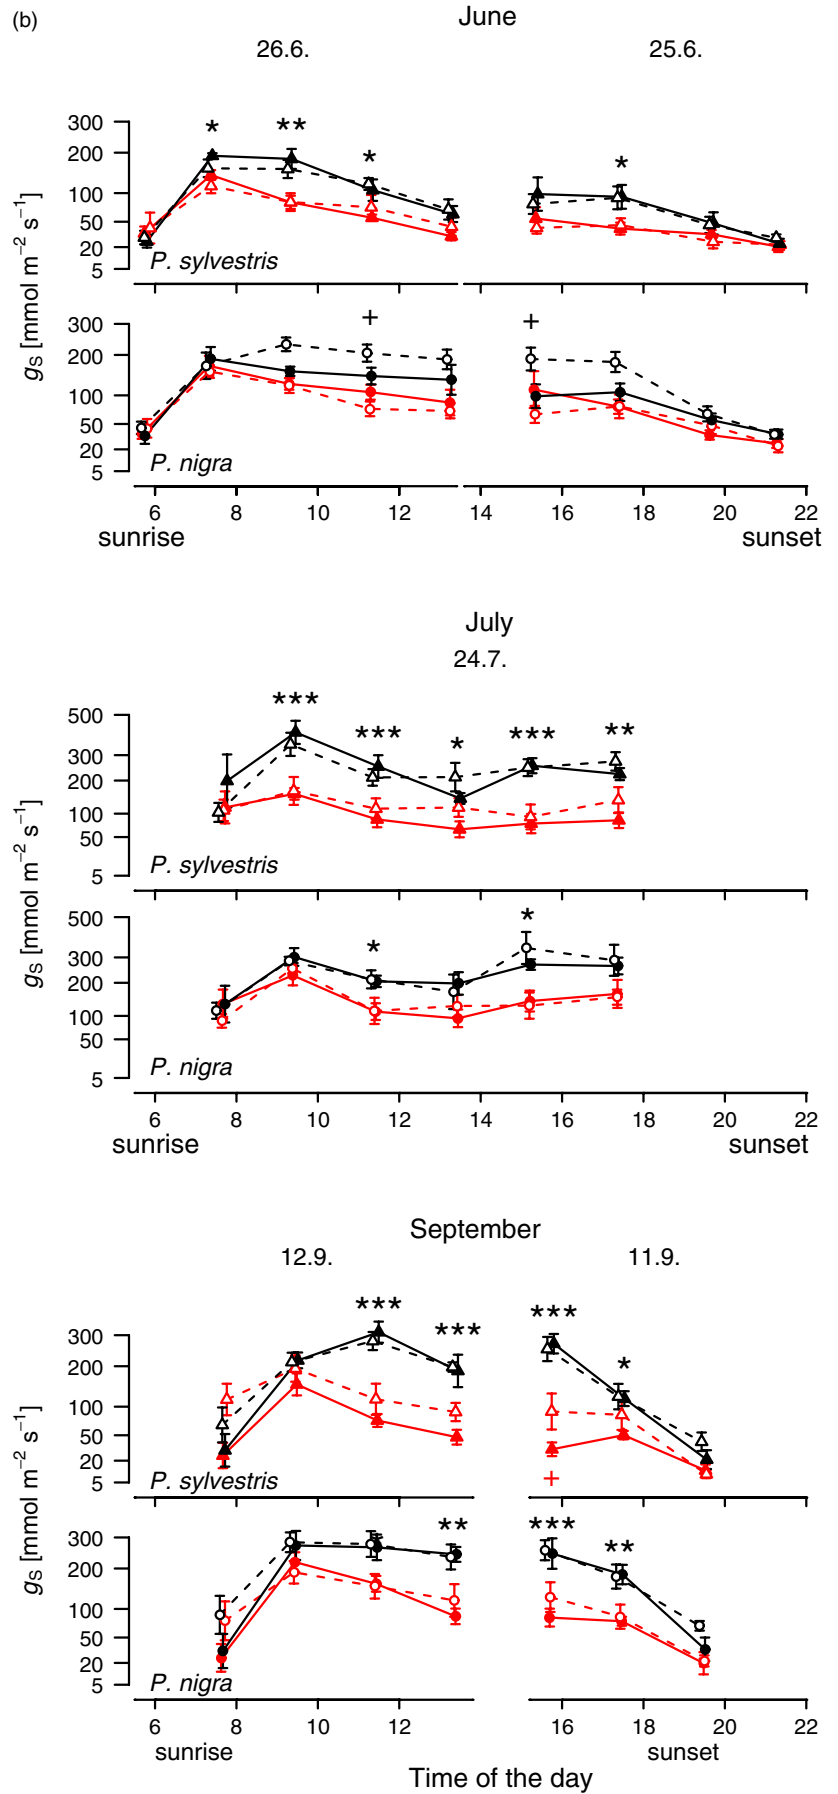 (b)
June
26.6. 25.6.
* ** * *
300
200
100
50
20
5
gS [mmol m−2 s−1]
P. sylvestris
+ +
300
200
100
50
20
5
gS [mmol m−2 s−1]
P. nigra
6 8 10 12 14 16 18 20 22
sunrise sunset
July
24.7.
*** *** * *** **
500
300
200
100
50
5
gS [mmol m−2 s−1]
P. sylvestris
* *
500
300
200
100
50
5
P. nigra
6 8 10 12 14 16 18 20 22
sunrise sunset
September
12.9. 11.9.
*** *** *** *
300
200
100
50
20
5
gS [mmol m−2 s−1]
P. sylvestris
+
** *** **
300
200
100
50
20
5
P. nigra
6 8 10 12 16 18 20 22
sunrise sunset
Time of the day